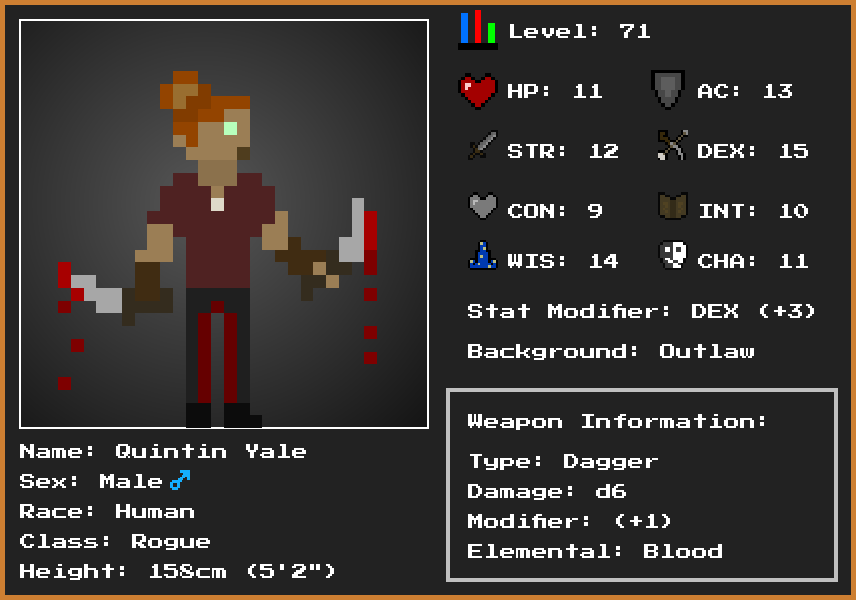 Level: 71
HP: 11 AC: 13
STR: 12 DEX: 15
CON: 9 INT: 10
WIS: 14 CHA: 11
Stat Modifier: DEX (+3)
Background: Outlaw
Weapon Information:
Type: Dagger
Damage: d6
Modifier: (+1)
Elemental: Blood
Name: Quintin Yale
Sex: Male ♂
Race: Human
Class: Rogue
Height: 158cm (5'2")